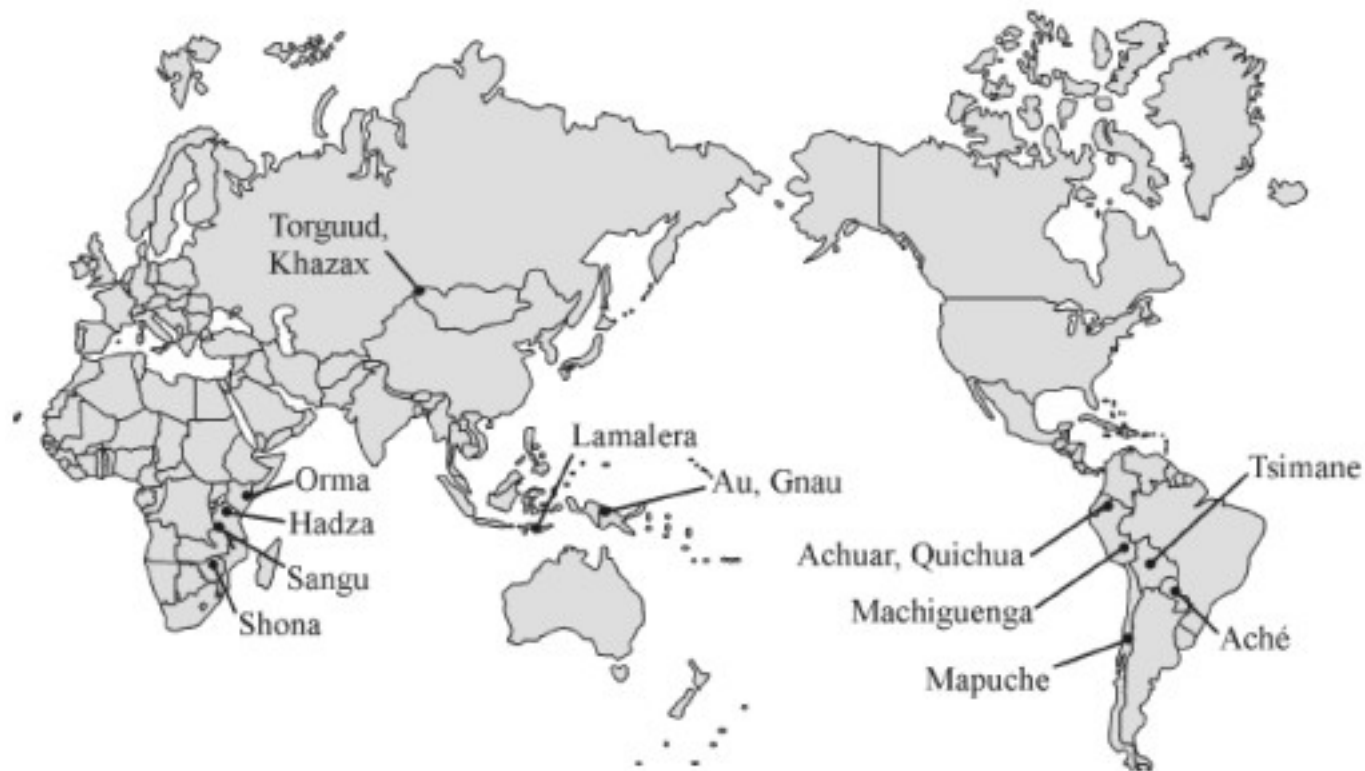 Torguud,
Khazax
Lamalera
Au, Gnau
Orma
Hadza
Sangu
Shona
Tsimane
Achuar, Quichua
Machiguenga
Aché
Mapuche